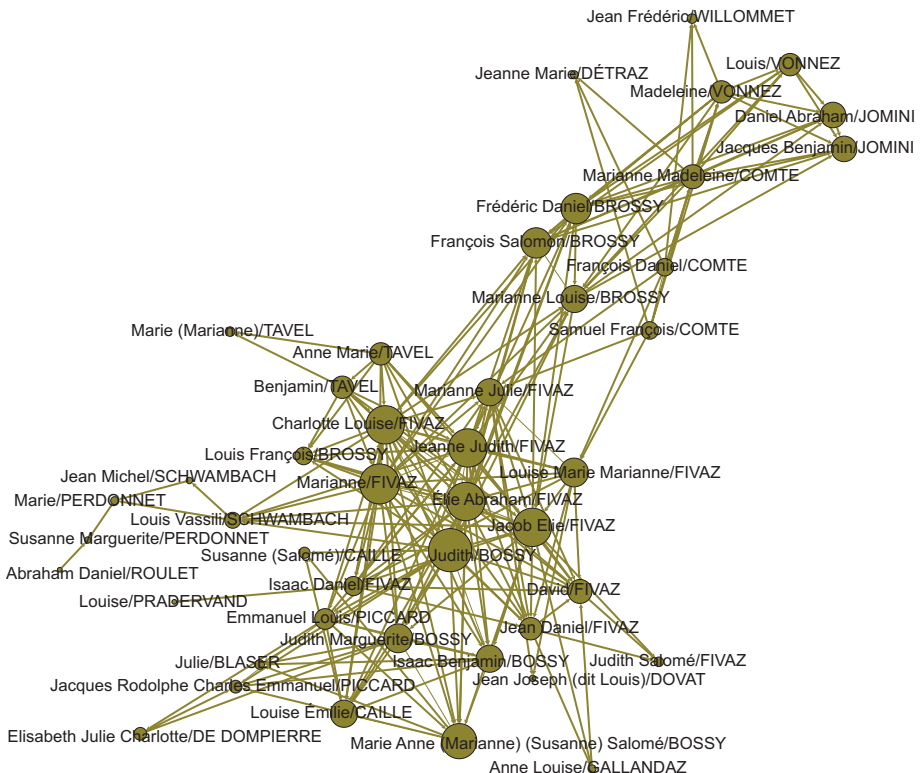 Jean Frédéric/WILLOMMET
Louis/VONNEZ
Jeanne Marie/DÉTRAZ
Madeleine/VONNEZ
Daniel Abraham/JOMINI
Jacques Benjamin/JOMINI
Marianne Madeleine/COMTE
Frédéric Daniel/BROSSY
François Salomon/BROSSY
François Daniel/COMTE
Marianne Louise/BROSSY
Samuel François/COMTE
Marie (Marianne)/TAVEL
Anne Marie/TAVEL
Benjamin/TAVEL
Marianne Julie/FIVAZ
Charlotte Louise/FIVAZ
Jeanne Judith/FIVAZ
Louis François/BROSSY
Louise Marie Marianne/FIVAZ
Jean Michel/SCHWAMBACH
Marianne/FIVAZ
Marie/PERDONNET
Élie Abraham/FIVAZ
Louis Vassili/SCHWAMBACH
Jacob Elie/FIVAZ
Susanne Marguerite/PERDONNET
Susanne (Salomé)/CAILLE
Judith/BOSSY
Abraham Daniel/ROULET
Isaac Daniel/FIVAZ
David/FIVAZ
Louise/PRADERVAND
Emmanuel Louis/PICCARD
Jean Daniel/FIVAZ
Judith Marguerite/BOSSY
Julie/BLASER
Isaac Benjamin/BOSSY
Judith Salomé/FIVAZ
Jean Joseph (dit Louis)/DOVAT
Jacques Rodolphe Charles Emmanuel/PICCARD
Louise Émilie/CAILLE
Elisabeth Julie Charlotte/DE DOMPIERRE
Marie Anne (Marianne) (Susanne) Salomé/BOSSY
Anne Louise/GALLANDAZ